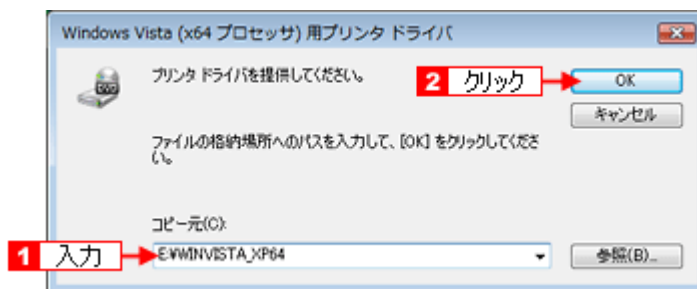 Windows Vista (x64 プロセッサ) 用プリンタ ドライバ
プリンタ ドライバを提供してください。
2 クリック
OK
キャンセル
ファイルの格納場所へのパスを入力して、[OK] をクリックしてくださ
い。
コピー元(C):
1 入力
E:¥WINVISTA_XP64
参照(B)...
DVD